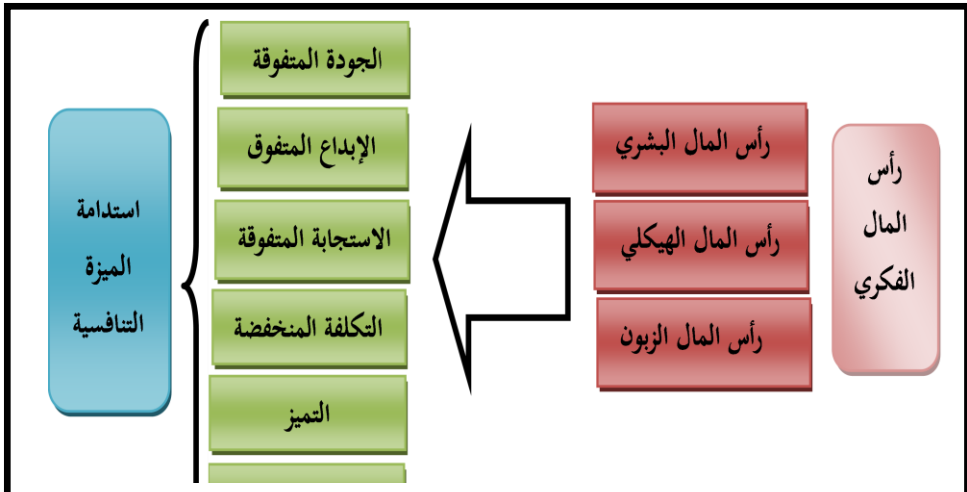 رأس
المال
الفكري
رأس المال البشري
رأس المال الهيكلي
رأس المال الزبون
الجودة المتفوقة
الإبداع المتفوق
الاستجابة المتفوقة
التكلفة المنخفضة
التميز
استدامة
الميزة
التنافسية